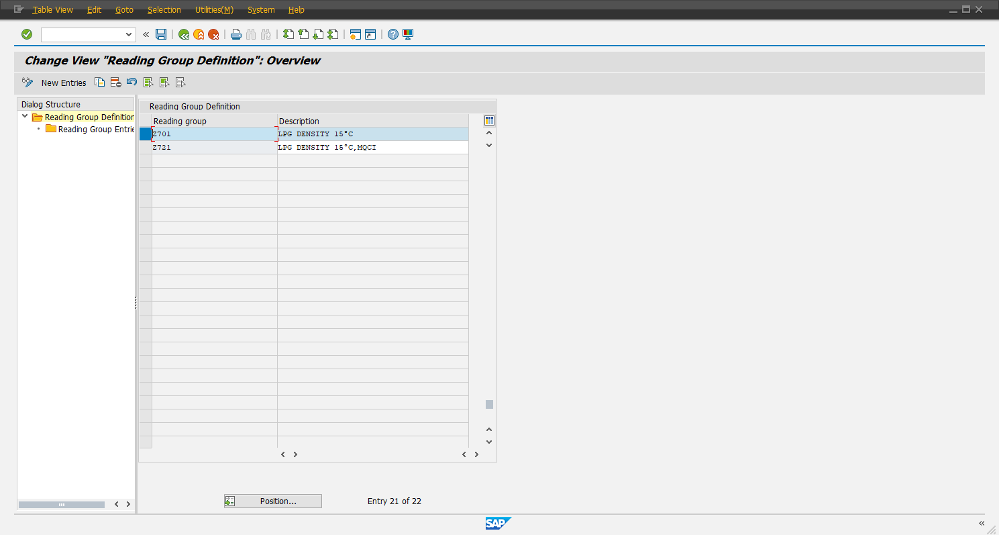 Table View Edit Goto Selection Utilities(M) System Help
Change View "Reading Group Definition": Overview
New Entries
Dialog Structure
Reading Group Definition
Reading Group Entrie
Reading Group Definition
Reading group Description
Z701 LPG DENSITY 15°C
Z721 LPG DENSITY 15°C,MQCI
Position... Entry 21 of 22
SAP